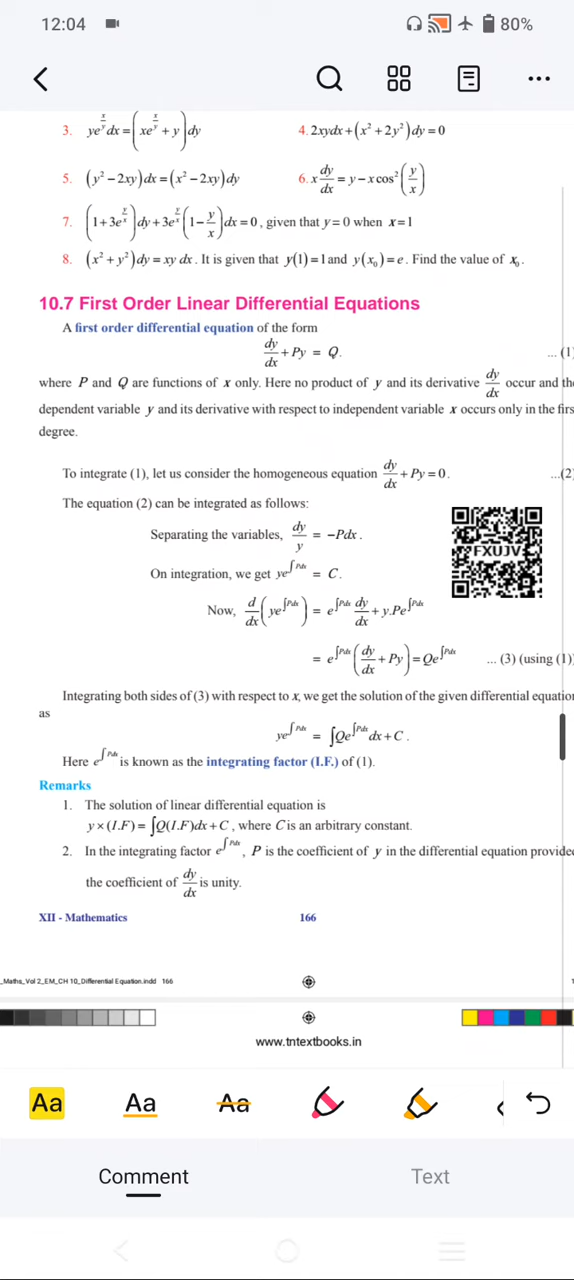 12:04 80%
3. ye^{x/y}dx = (xe^{x/y} + y)dy 4. 2xydx + (x² + 2y²)dy = 0
5. (y² − 2xy)dx = (x² − 2xy)dy 6. x dy/dx = y − x cos²(y/x)
7. (1 + 3e^{y/x})dy + 3e^{y/x}(1 − y/x)dx = 0, given that y = 0 when x = 1
8. (x² + y²)dy = xy dx. It is given that y(1) = 1 and y(x₀) = e. Find the value of x₀.
10.7 First Order Linear Differential Equations
A first order differential equation of the form
dy/dx + Py = Q. ... (1
where P and Q are functions of x only. Here no product of y and its derivative dy/dx occur and th
dependent variable y and its derivative with respect to independent variable x occurs only in the firs
degree.
To integrate (1), let us consider the homogeneous equation dy/dx + Py = 0. ...(2
The equation (2) can be integrated as follows:
Separating the variables, dy/y = −Pdx.
On integration, we get ye^{∫Pdx} = C.
FXUJV
Now, d/dx (ye^{∫Pdx}) = e^{∫Pdx} dy/dx + y.Pe^{∫Pdx}
= e^{∫Pdx} (dy/dx + Py) = Qe^{∫Pdx} ... (3) (using (1)
Integrating both sides of (3) with respect to x, we get the solution of the given differential equation
as
ye^{∫Pdx} = ∫Qe^{∫Pdx} dx + C.
Here e^{∫Pdx} is known as the integrating factor (I.F.) of (1).
Remarks
1. The solution of linear differential equation is
y × (I.F) = ∫Q(I.F)dx + C, where C is an arbitrary constant.
2. In the integrating factor e^{∫Pdx}, P is the coefficient of y in the differential equation provide
the coefficient of dy/dx is unity.
XII - Mathematics 166
_Maths_Vol 2_EM_CH 10_Differential Equation.indd 166 1
www.tntextbooks.in
Aa Aa Aa
Comment Text